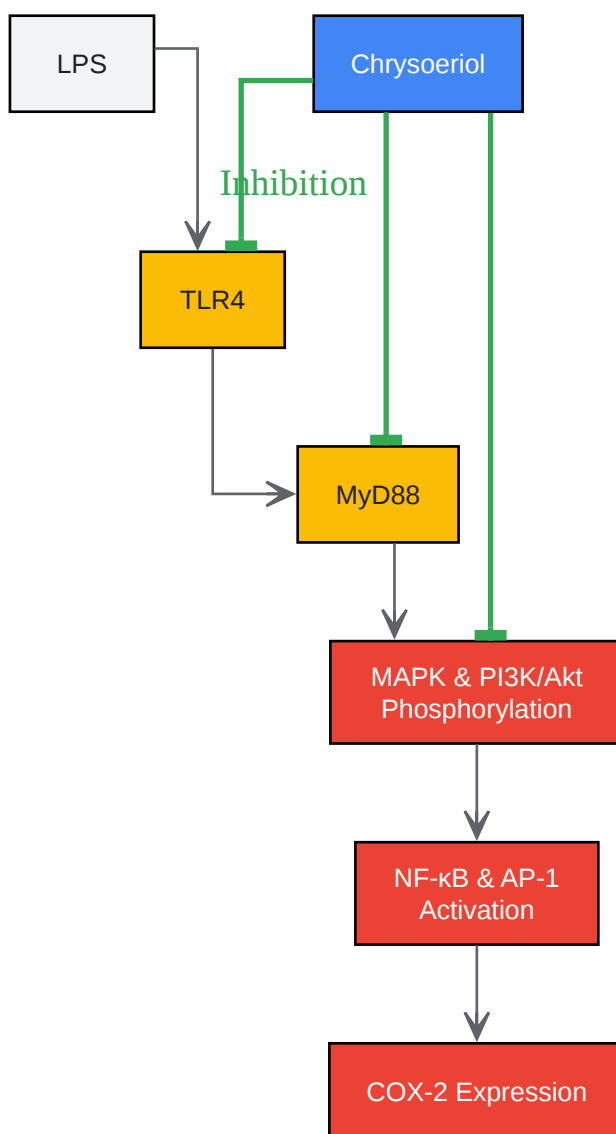 LPS
Chrysoeriol
Inhibition
TLR4
MyD88
MAPK & PI3K/Akt
Phosphorylation
NF-κB & AP-1
Activation
COX-2 Expression